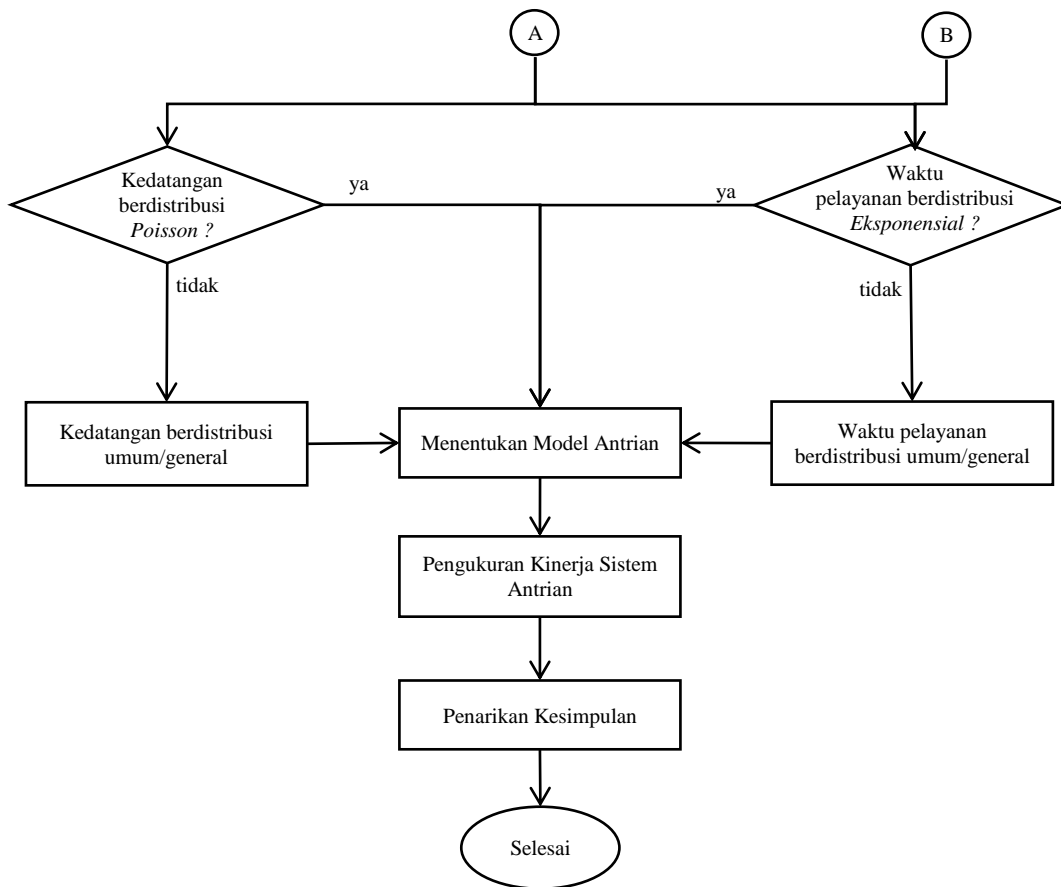 A
B
Kedatangan
berdistribusi
Poisson ?
ya
ya
Waktu
pelayanan berdistribusi
Eksponensial ?
tidak
tidak
Kedatangan berdistribusi
umum/general
Menentukan Model Antrian
Waktu pelayanan
berdistribusi umum/general
Pengukuran Kinerja Sistem
Antrian
Penarikan Kesimpulan
Selesai